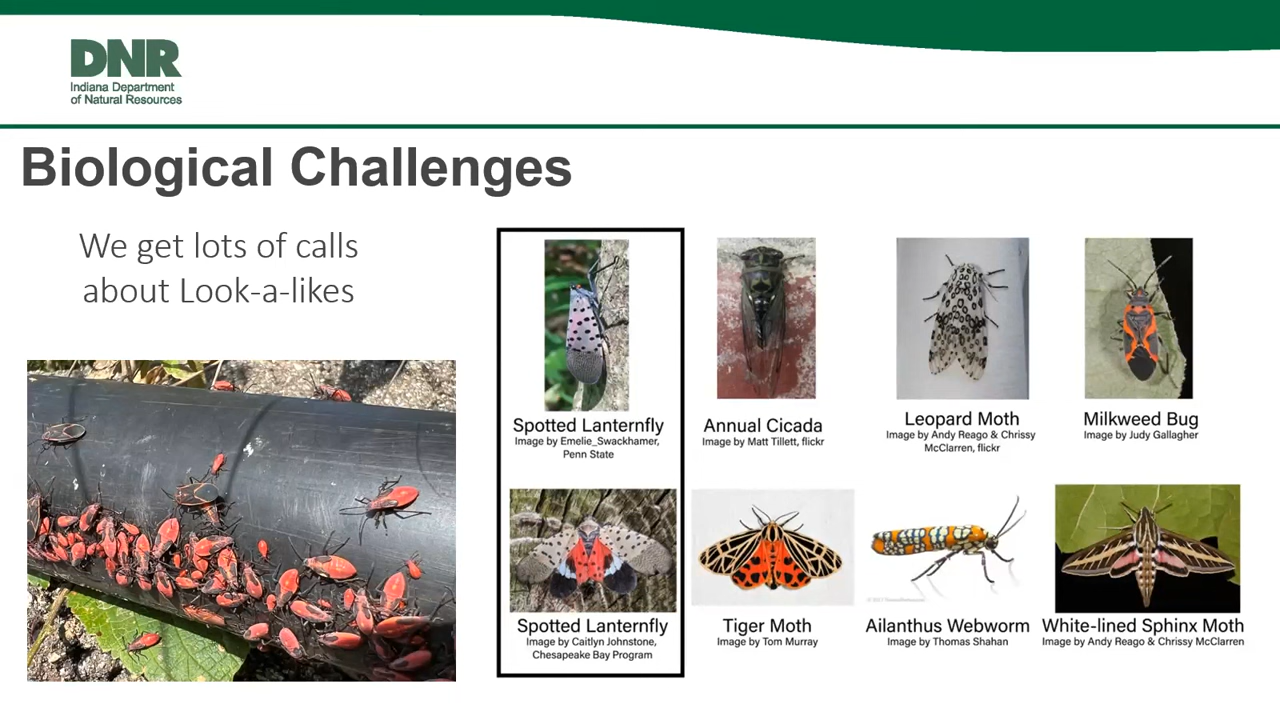 DNR
Indiana Department
of Natural Resources
Biological Challenges
We get lots of calls
about Look-a-likes
Spotted Lanternfly
Image by Emelie_Swackhamer,
Penn State
Annual Cicada
Image by Matt Tillett, flickr
Leopard Moth
Image by Andy Reago & Chrissy
McClarren, flickr
Milkweed Bug
Image by Judy Gallagher
Spotted Lanternfly
Image by Caitlyn Johnstone,
Chesapeake Bay Program
Tiger Moth
Image by Tom Murray
Ailanthus Webworm
Image by Thomas Shahan
White-lined Sphinx Moth
Image by Andy Reago & Chrissy McClarren